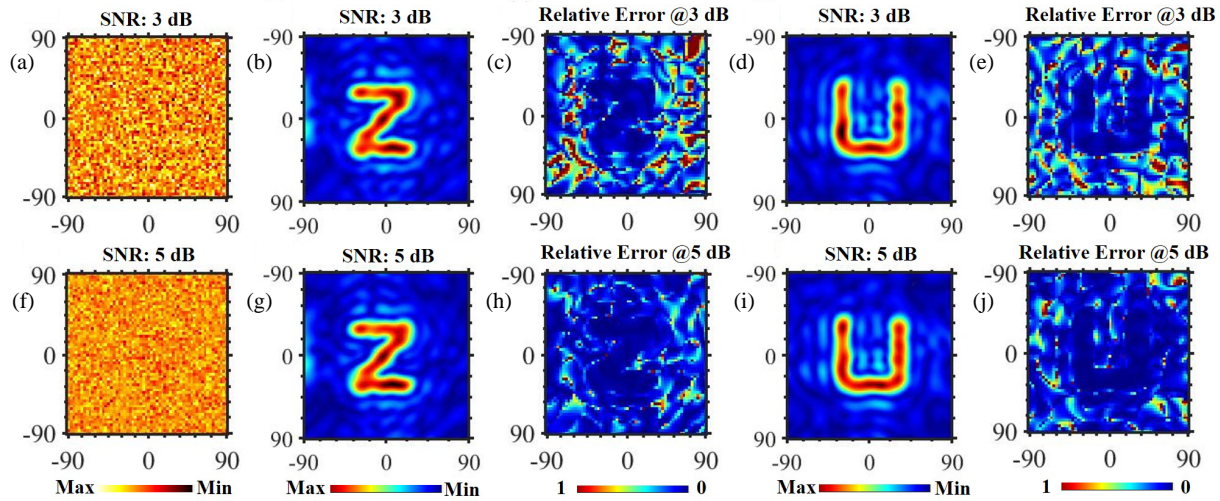 SNR: 3 dB SNR: 3 dB Relative Error @3 dB SNR: 3 dB Relative Error @3 dB
90 -90 -90 -90 -90
(a) (b) (c) (d) (e)
0 0 0 0 0
-90 90 90 90 90
-90 0 90 -90 0 90 -90 0 90 -90 0 90 -90 0 90
SNR: 5 dB SNR: 5 dB Relative Error @5 dB SNR: 5 dB Relative Error @5 dB
90 -90 -90 -90 -90
(f) (g) (h) (i) (j)
0 0 0 0 0
-90 90 90 90 90
-90 0 90 -90 0 90 -90 0 90 -90 0 90 -90 0 90
Max Min Max Min 1 0 Max Min 1 0